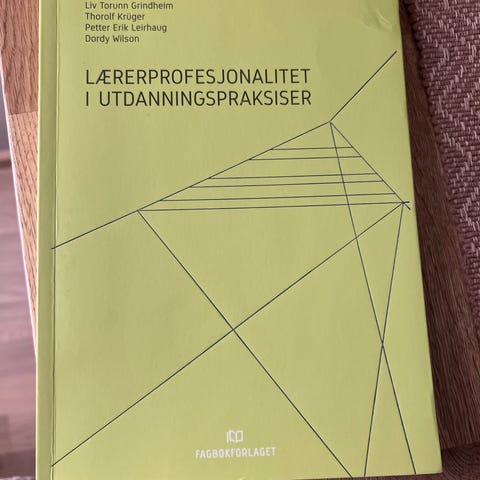 Liv Torunn Grindheim
Thorolf Krüger
Petter Erik Leirhaug
Dordy Wilson
LÆRERPROFESJONALITET
I UTDANNINGSPRAKSISER
FAGBOKFORLAGET